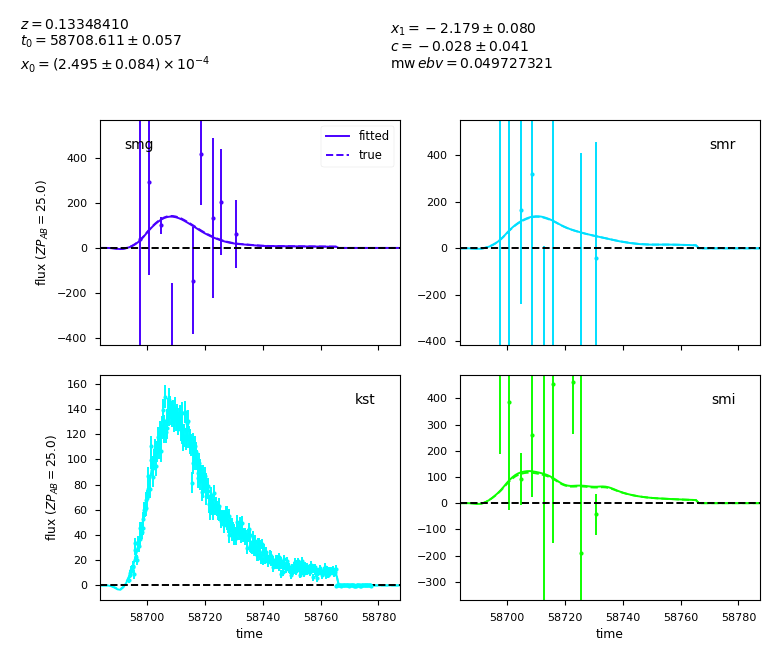 z = 0.13348410
t₀ = 58708.611 ± 0.057
x₀ = (2.495 ± 0.084) × 10⁻⁴
x₁ = −2.179 ± 0.080
c = −0.028 ± 0.041
mw ebv = 0.049727321
smg
fitted
true
400
200
0
−200
−400
flux (ZP_AB = 25.0)
smr
400
200
0
−200
−400
kst
160
140
120
100
80
60
40
20
0
flux (ZP_AB = 25.0)
58700 58720 58740 58760 58780
time
smi
400
300
200
100
0
−100
−200
−300
58700 58720 58740 58760 58780
time